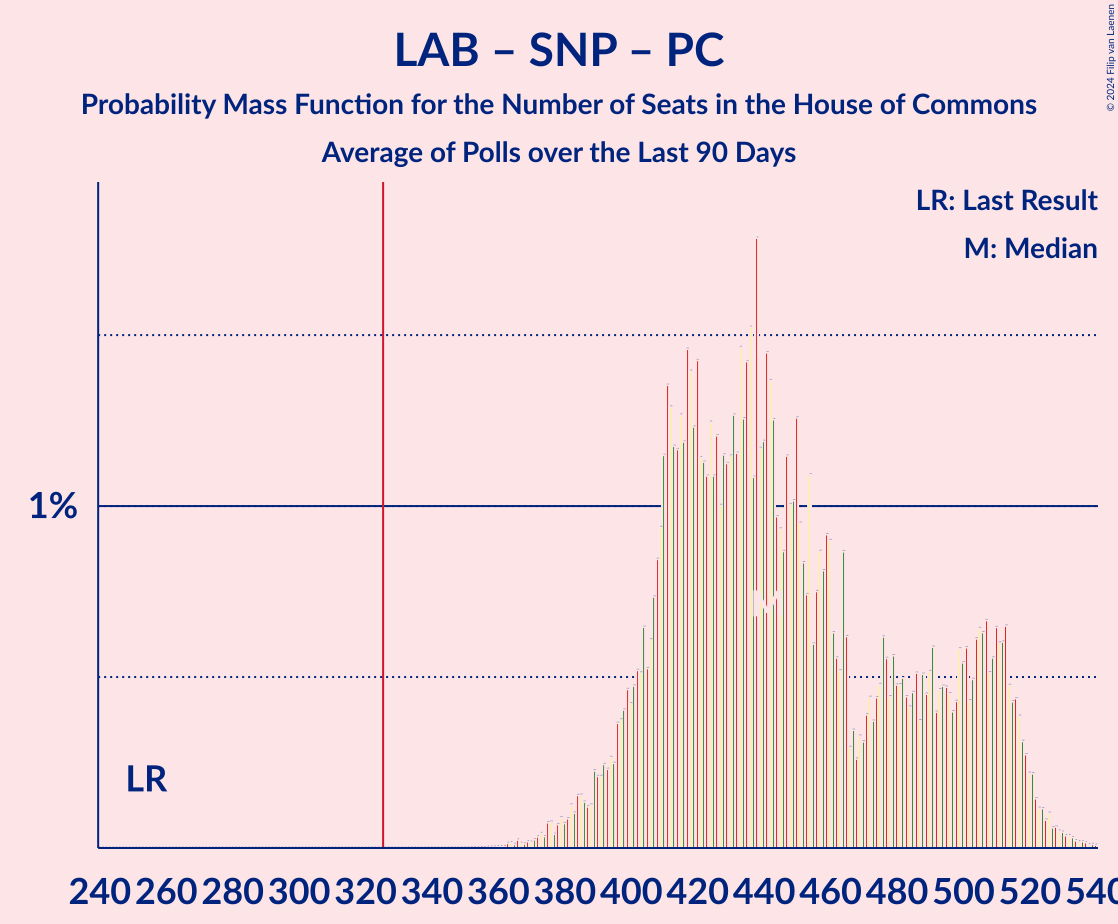 © 2024 Filip van Laenen
LAB – SNP – PC
Probability Mass Function for the Number of Seats in the House of Commons
Average of Polls over the Last 90 Days
LR: Last Result
M: Median
1%
M
LR
240 260 280 300 320 340 360 380 400 420 440 460 480 500 520 540